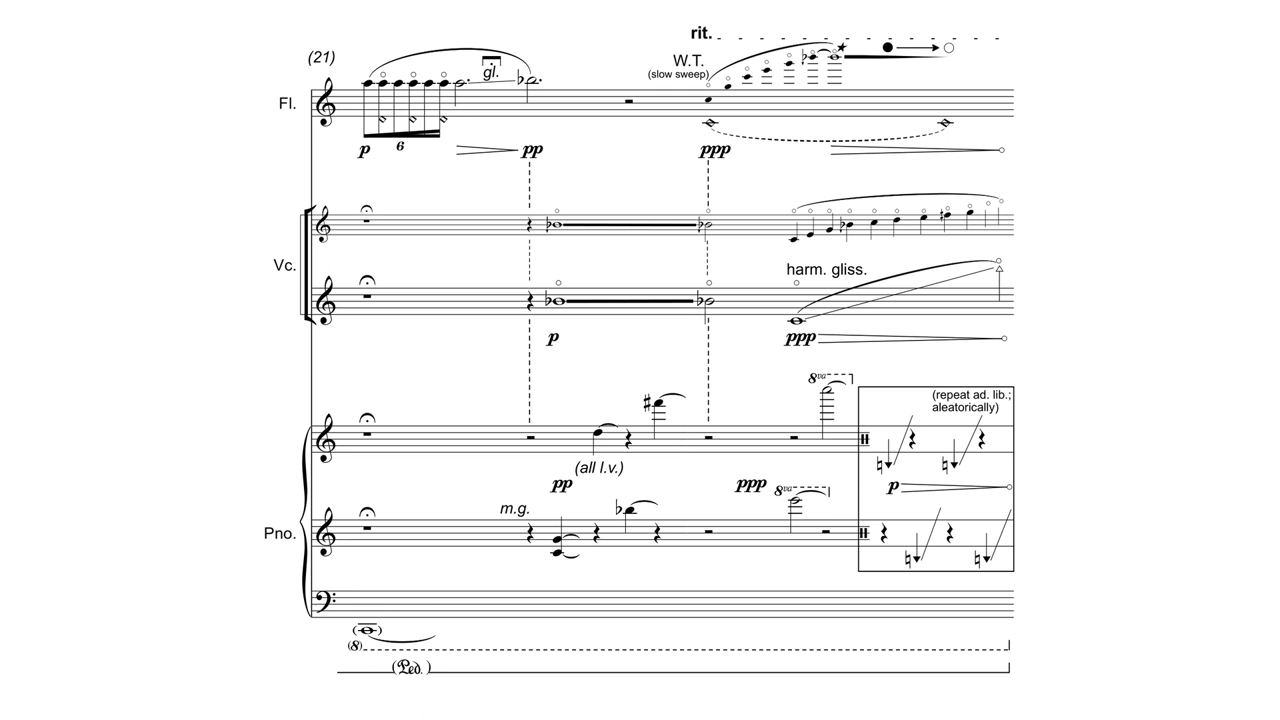 rit.
(21)
gl.
W.T.
(slow sweep)
Fl.
p
6
pp
ppp
Vc.
harm. gliss.
p
ppp
8va
(repeat ad. lib.;
aleatorically)
(all l.v.)
pp
ppp
8va
p
m.g.
Pno.
(8)
(Ped.)